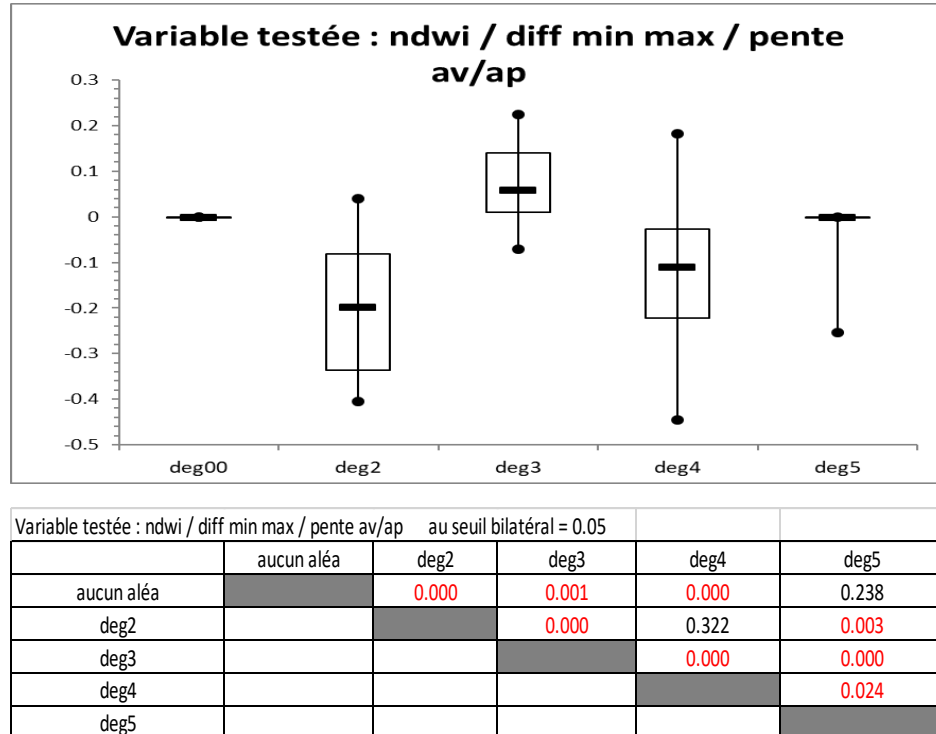 Variable testée : ndwi / diff min max / pente
av/ap
0.3
0.2
0.1
0
-0.1
-0.2
-0.3
-0.4
-0.5
deg00 deg2 deg3 deg4 deg5
Variable testée : ndwi / diff min max / pente av/ap au seuil bilatéral = 0.05
aucun aléa deg2 deg3 deg4 deg5
aucun aléa 0.000 0.001 0.000 0.238
deg2 0.000 0.322 0.003
deg3 0.000 0.000
deg4 0.024
deg5